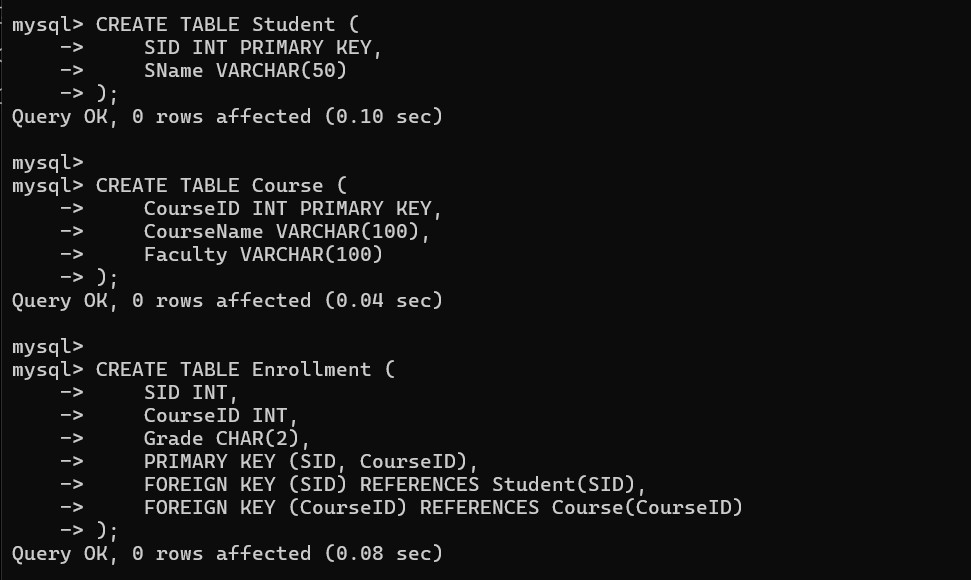 mysql> CREATE TABLE Student (
    ->     SID INT PRIMARY KEY,
    ->     SName VARCHAR(50)
    -> );
Query OK, 0 rows affected (0.10 sec)

mysql>
mysql> CREATE TABLE Course (
    ->     CourseID INT PRIMARY KEY,
    ->     CourseName VARCHAR(100),
    ->     Faculty VARCHAR(100)
    -> );
Query OK, 0 rows affected (0.04 sec)

mysql>
mysql> CREATE TABLE Enrollment (
    ->     SID INT,
    ->     CourseID INT,
    ->     Grade CHAR(2),
    ->     PRIMARY KEY (SID, CourseID),
    ->     FOREIGN KEY (SID) REFERENCES Student(SID),
    ->     FOREIGN KEY (CourseID) REFERENCES Course(CourseID)
    -> );
Query OK, 0 rows affected (0.08 sec)